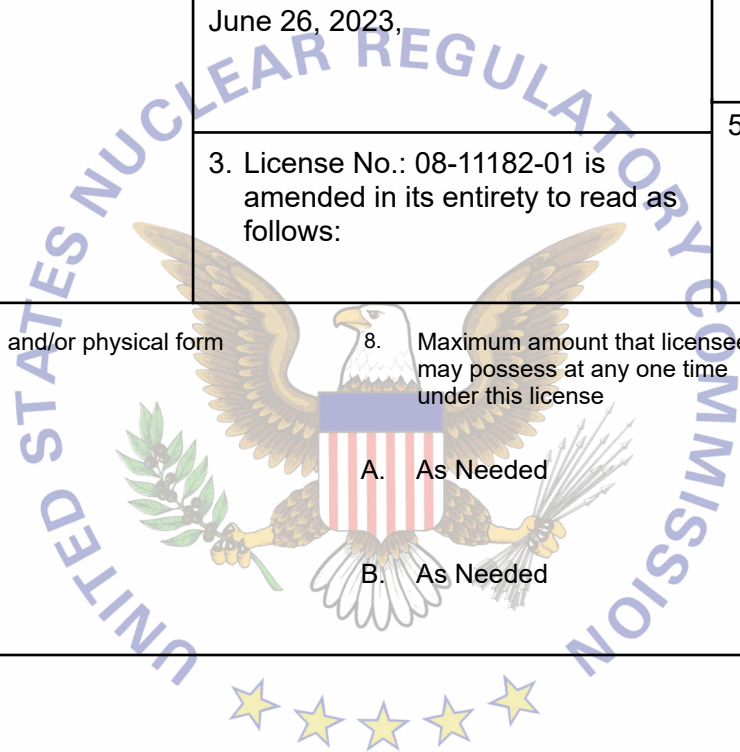 June 26, 2023,
5
3. License No.: 08-11182-01 is
amended in its entirety to read as
follows:
and/or physical form
8. Maximum amount that licensee
may possess at any one time
under this license
A. As Needed
B. As Needed
UNITED STATES NUCLEAR REGULATORY COMMISSION